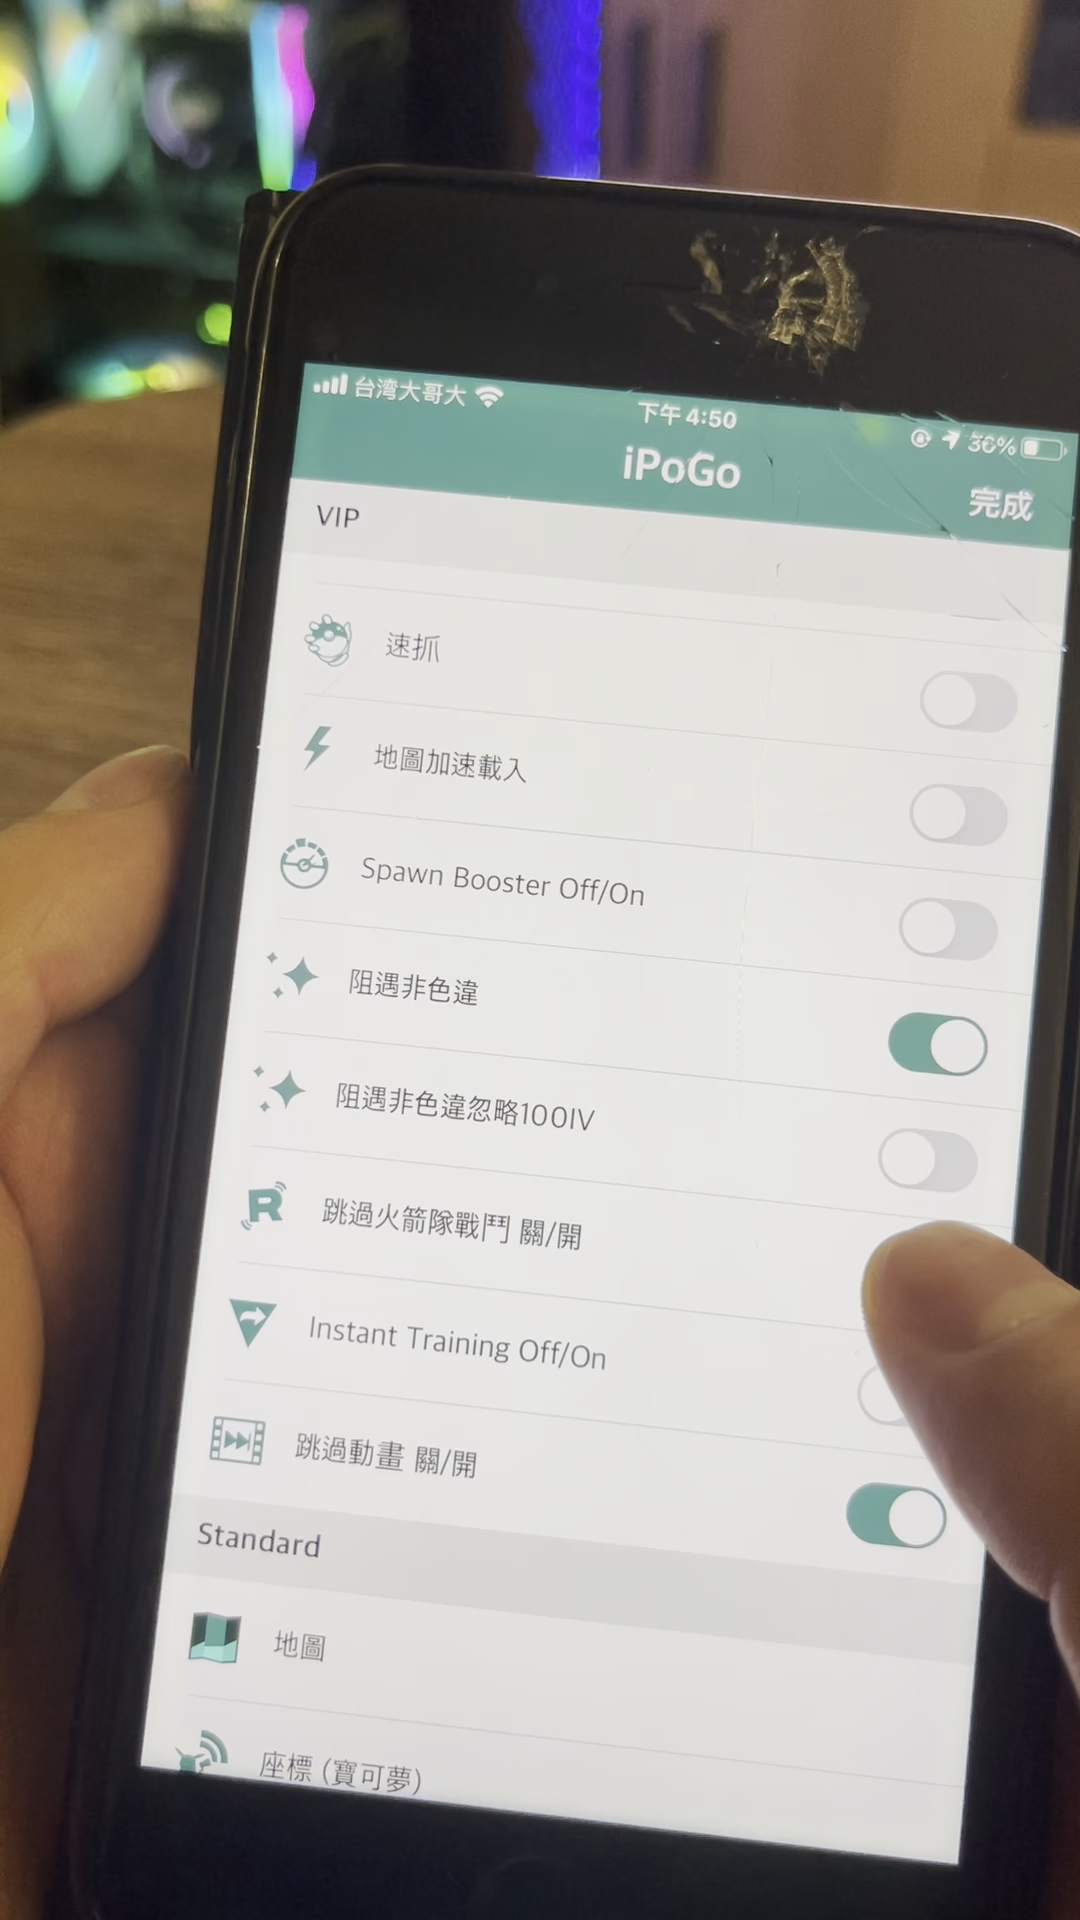 台湾大哥大
下午 4:50
36%
iPoGo
完成
VIP
速抓
地圖加速載入
Spawn Booster Off/On
阻遇非色違
阻遇非色違忽略100IV
跳過火箭隊戰鬥 關/開
Instant Training Off/On
跳過動畫 關/開
Standard
地圖
座標 (寶可夢)